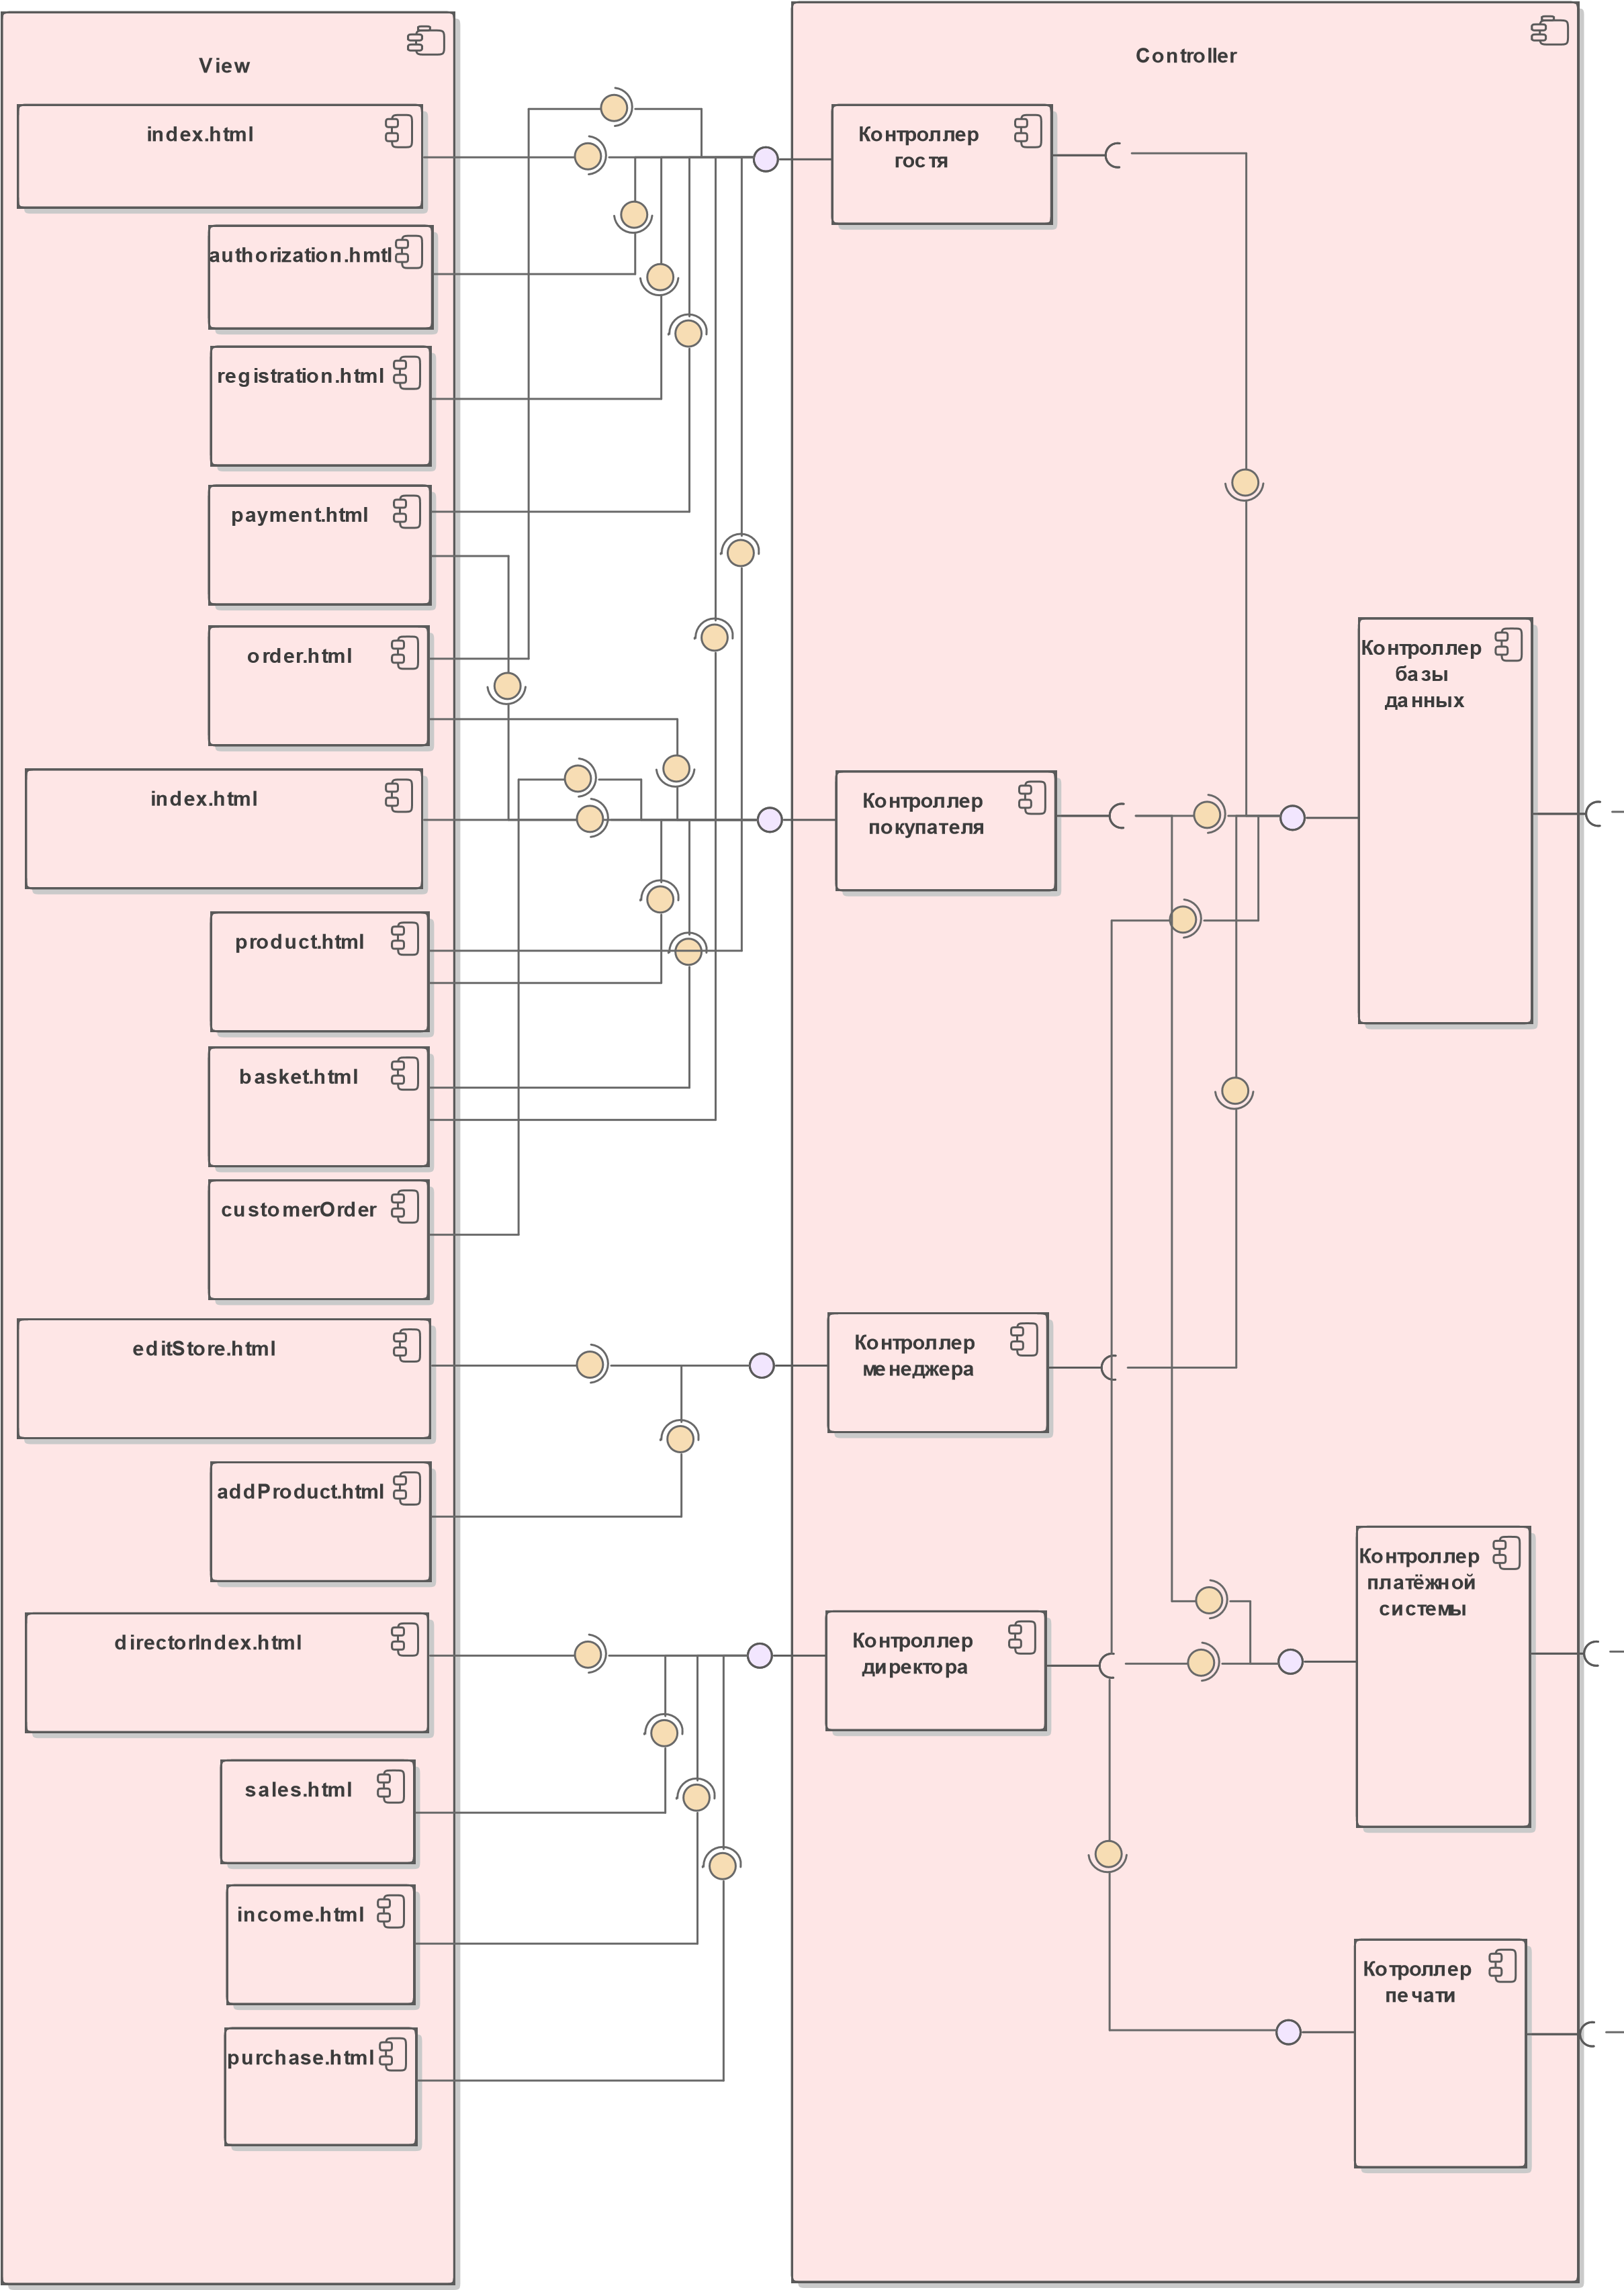 View
index.html
authorization.hmtl
registration.html
payment.html
order.html
index.html
product.html
basket.html
customerOrder
editStore.html
addProduct.html
directorIndex.html
sales.html
income.html
purchase.html
Controller
Контроллер
гостя
Контроллер
покупателя
Контроллер
менеджера
Контроллер
директора
Контроллер
базы
данных
Контроллер
платёжной
системы
Котроллер
печати